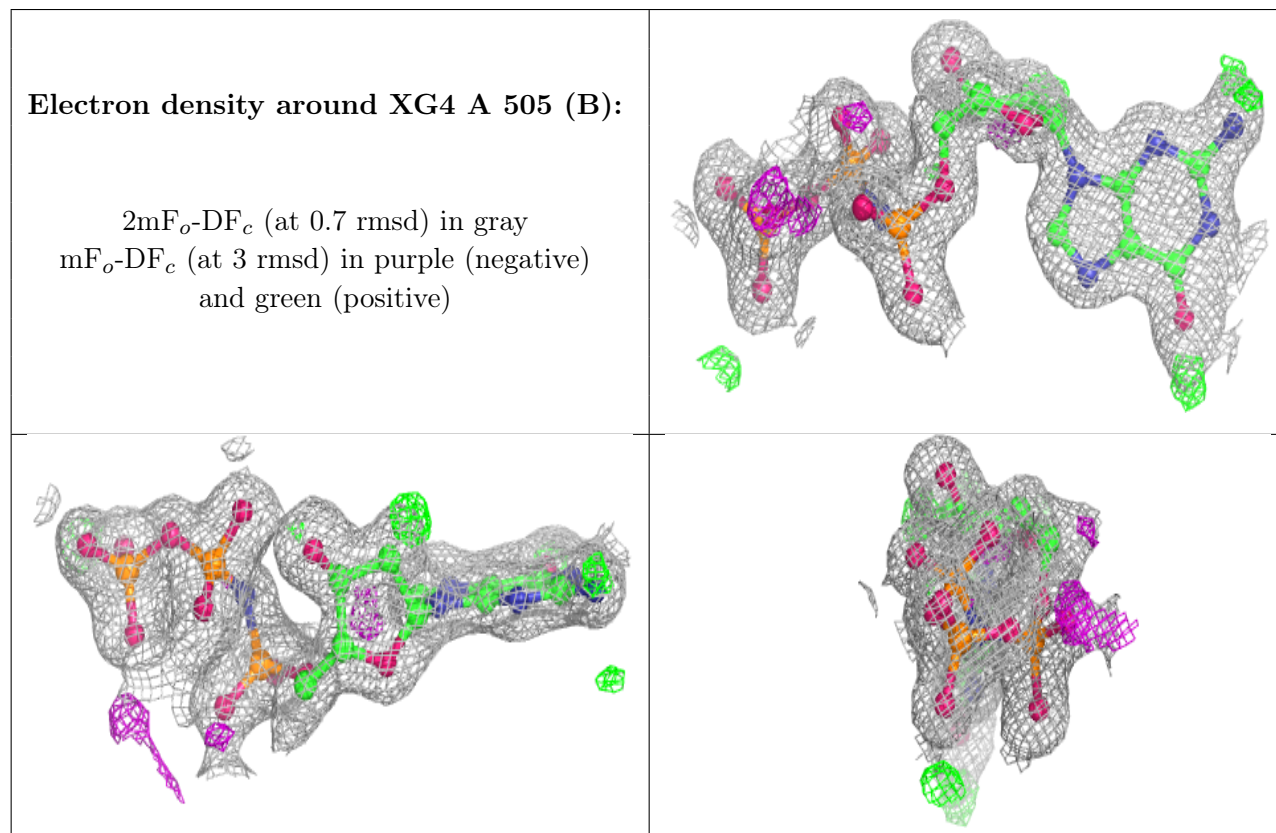 Electron density around XG4 A 505 (B):
2mFo-DFc (at 0.7 rmsd) in gray
mFo-DFc (at 3 rmsd) in purple (negative)
and green (positive)